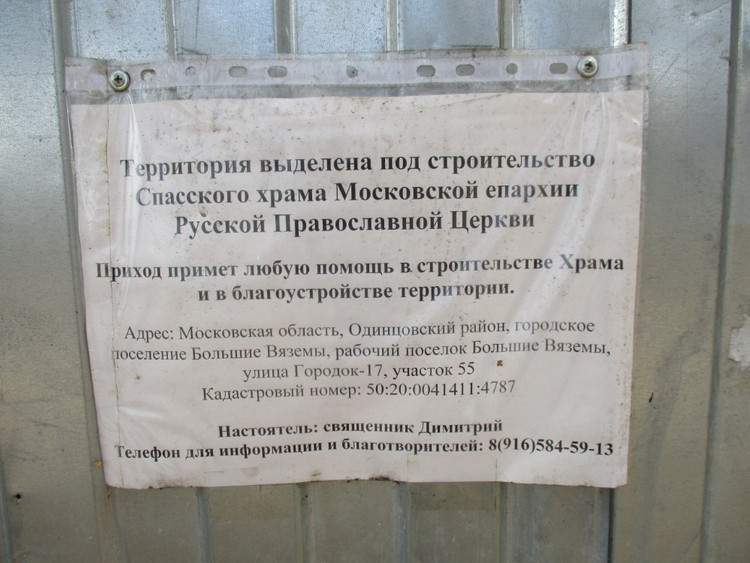 Территория выделена под строительство
Спасского храма Московской епархии
Русской Православной Церкви
Приход примет любую помощь в строительстве Храма
и в благоустройстве территории.
Адрес: Московская область, Одинцовский район, городское
поселение Большие Вяземы, рабочий поселок Большие Вяземы,
улица Городок-17, участок 55
Кадастровый номер: 50:20:0041411:4787
Настоятель: священник Димитрий
Телефон для информации и благотворителей: 8(916)584-59-13